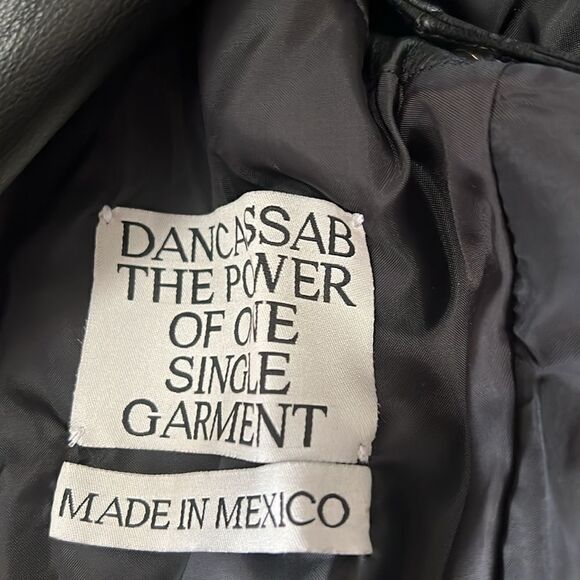 DANCASSAB
THE POWER
OF ONE
SINGLE
GARMENT
MADE IN MEXICO